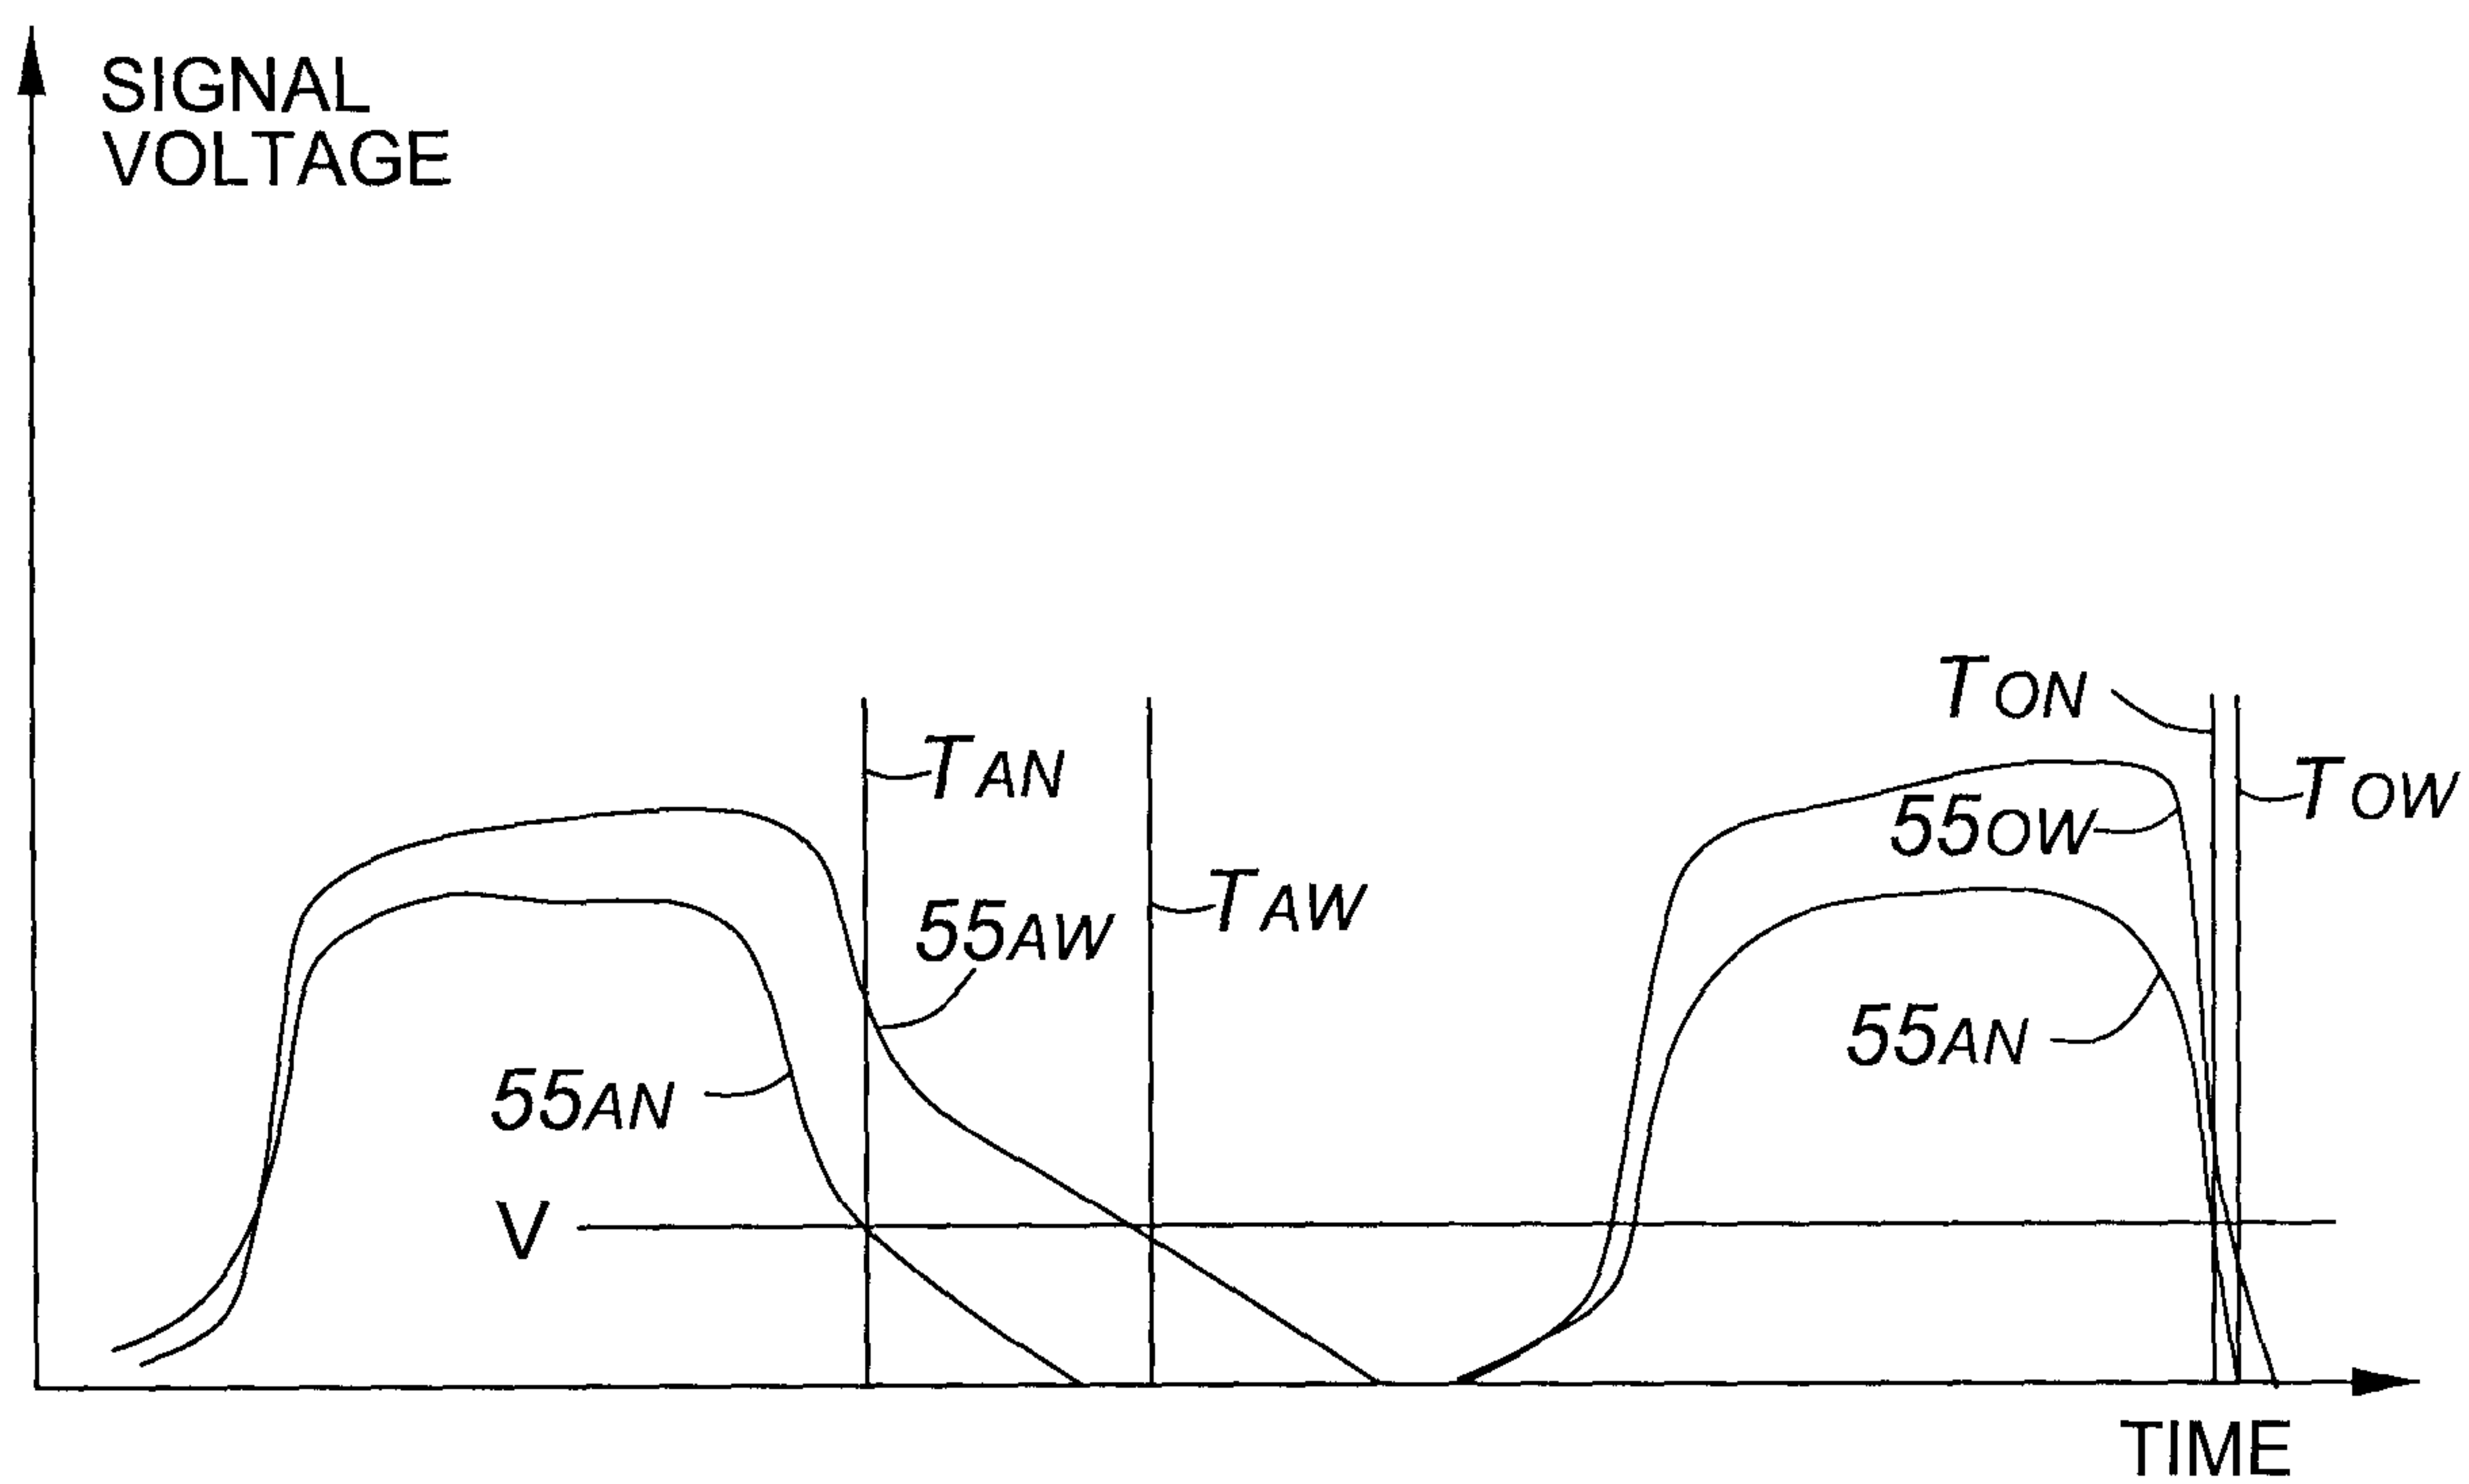 SIGNAL
VOLTAGE
TON
TAN
TOW
55OW
TAW
55AW
55AN
55AN
V
TIME